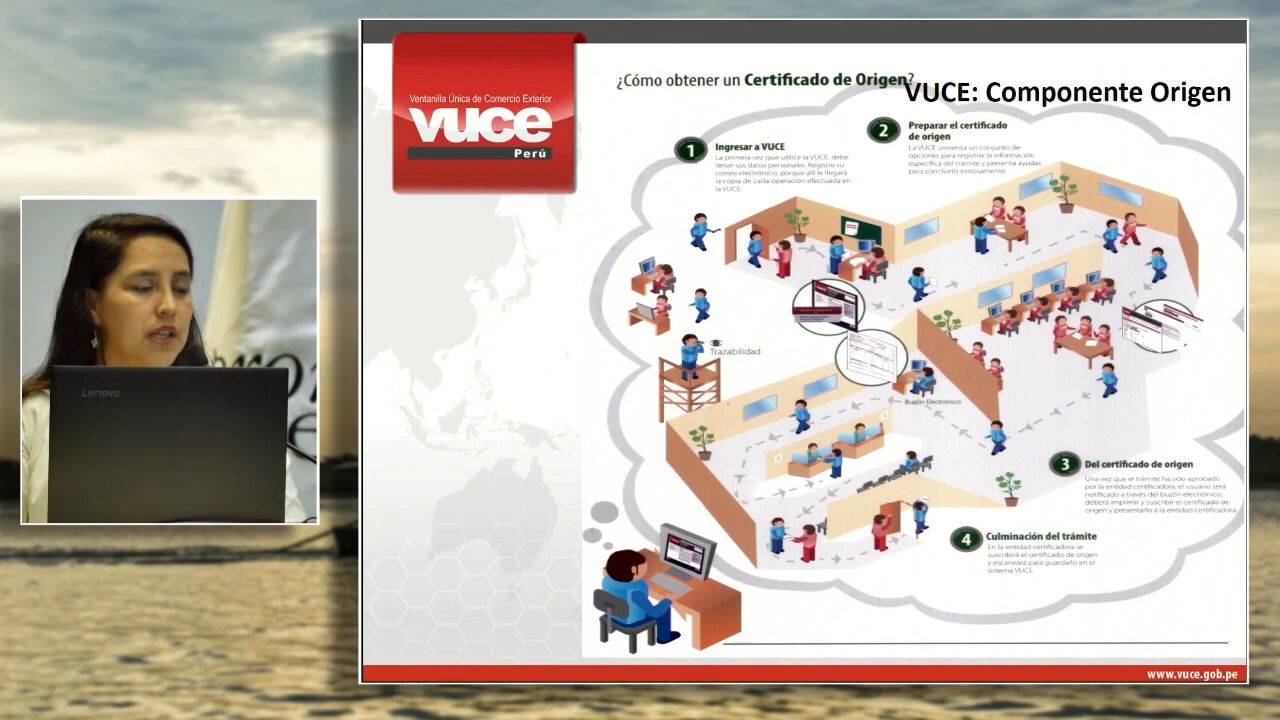 Ventanilla Única de Comercio Exterior
vuce
Perú
¿Cómo obtener un Certificado de Origen?
VUCE: Componente Origen
1
Ingresar a VUCE
La primera vez que utilice la VUCE, debe
llenar sus datos personales. Registre su
correo electrónico, porque allí le llegará
la copia de cada operación efectuada en
la VUCE.
2
Preparar el certificado
de origen
La VUCE presenta un conjunto de
opciones para registrar la información
específica del trámite y presenta ayudas
para concluirlo exitosamente.
Trazabilidad
Buzón Electrónico
3
Del certificado de origen
Una vez que el trámite ha sido aprobado
por la entidad certificadora, el usuario será
notificado a través del buzón electrónico,
deberá imprimir y suscribir el certificado de
origen y presentarlo a la entidad certificadora.
4
Culminación del trámite
En la entidad certificadora se
suscribirá el certificado de origen
y escaneará para guardarlo en el
sistema VUCE.
www.vuce.gob.pe
Lenovo